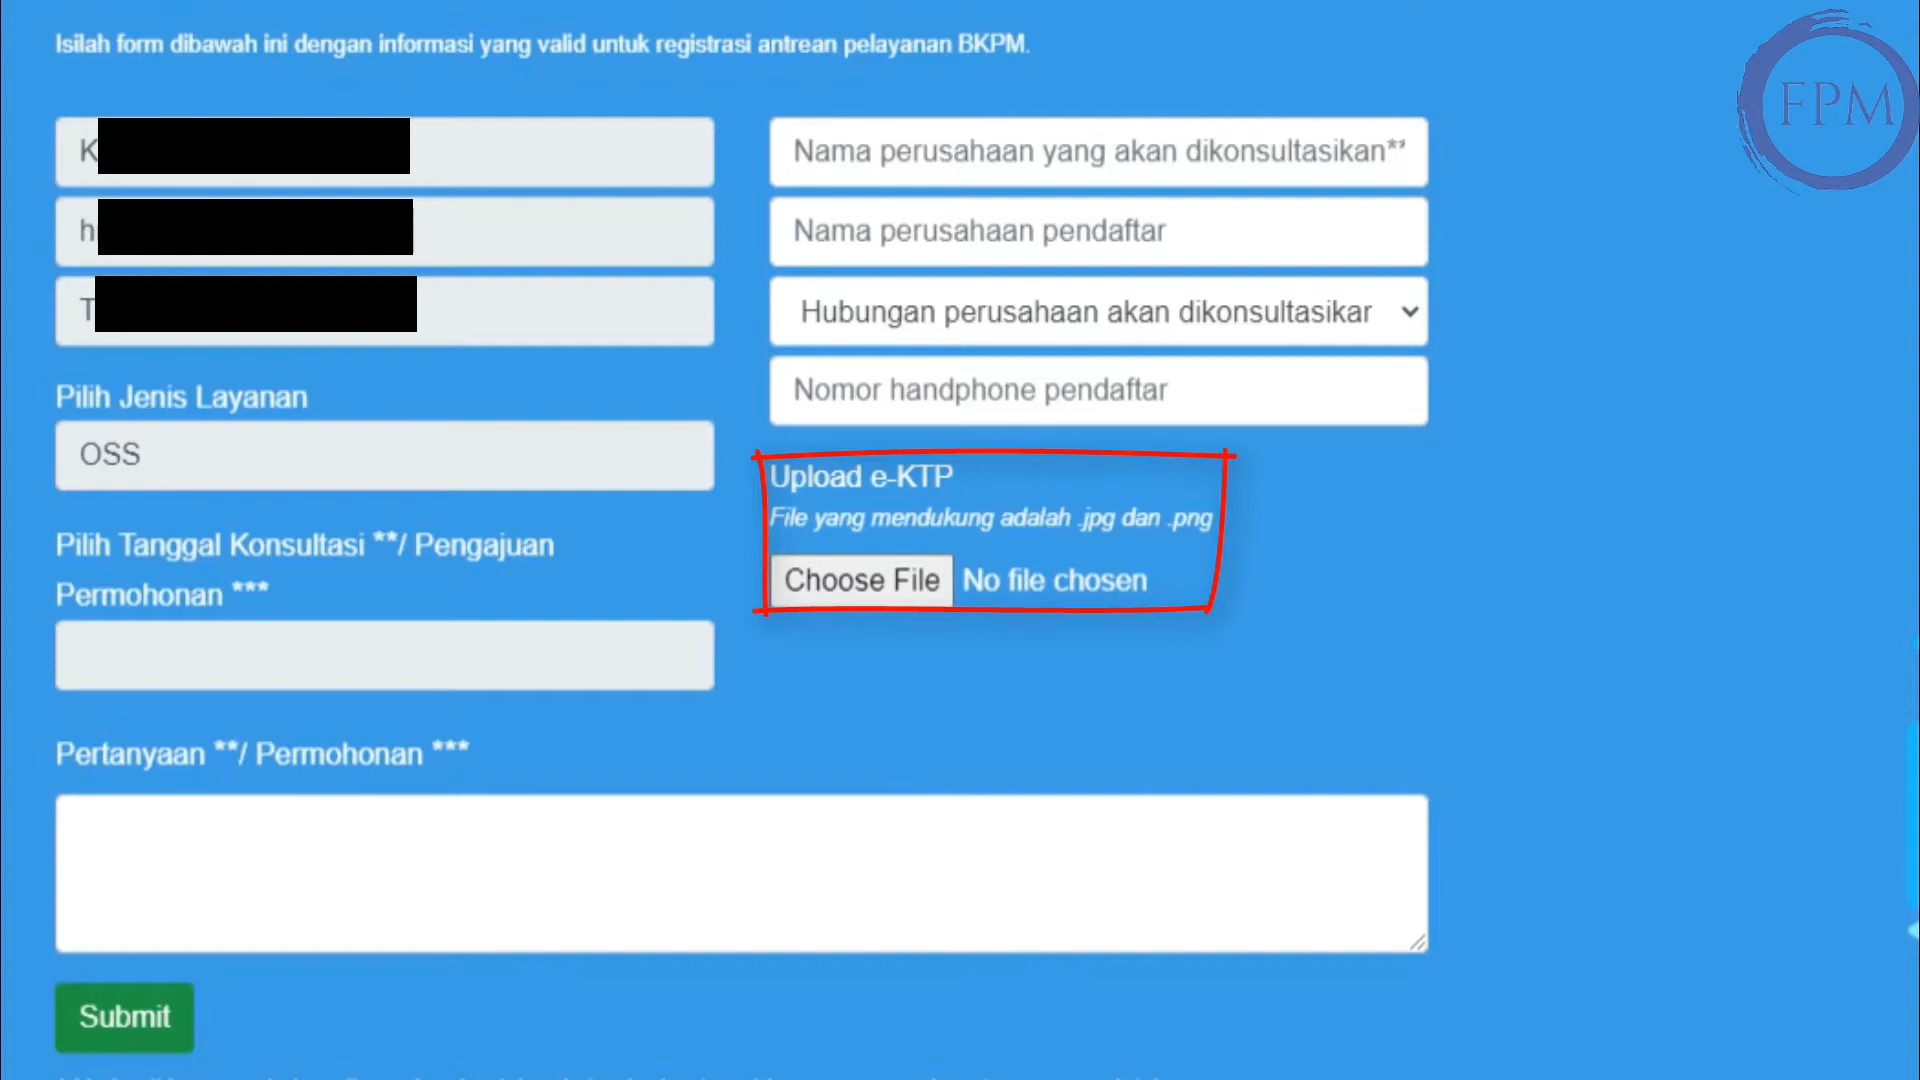 Isilah form dibawah ini dengan informasi yang valid untuk registrasi antrean pelayanan BKPM.
FPM
K
h
T
Pilih Jenis Layanan
OSS
Pilih Tanggal Konsultasi **/ Pengajuan
Permohonan ***
Nama perusahaan yang akan dikonsultasikan**
Nama perusahaan pendaftar
Hubungan perusahaan akan dikonsultasikar
Nomor handphone pendaftar
Upload e-KTP
File yang mendukung adalah .jpg dan .png
Choose File No file chosen
Pertanyaan **/ Permohonan ***
Submit